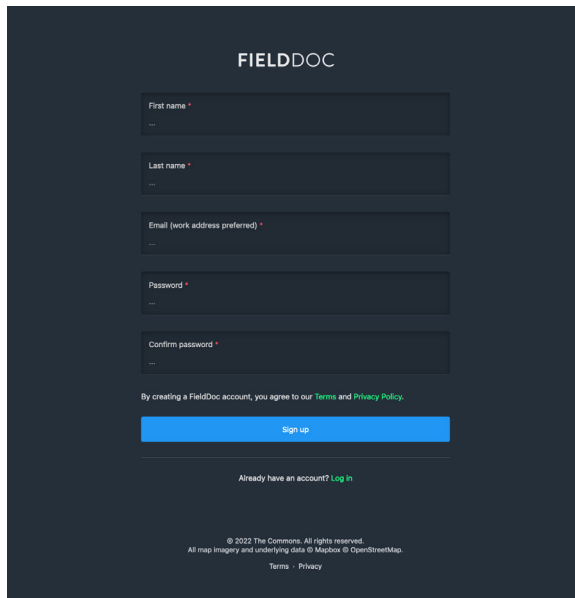 FIELDDOC
First name *
...
Last name *
...
Email (work address preferred) *
...
Password *
...
Confirm password *
...
By creating a FieldDoc account, you agree to our Terms and Privacy Policy.
Sign up
Already have an account? Log in
© 2022 The Commons. All rights reserved.
All map imagery and underlying data © Mapbox © OpenStreetMap.
Terms · Privacy